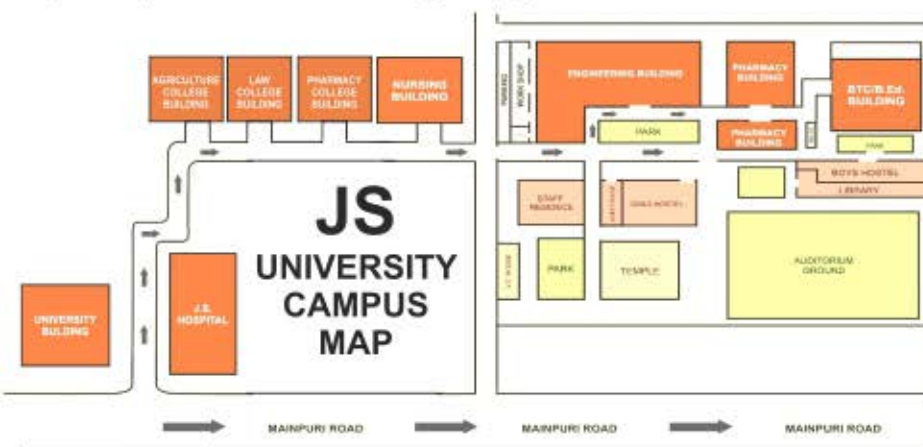 AGRICULTURE
COLLEGE
BUILDING
LAW
COLLEGE
BUILDING
PHARMACY
COLLEGE
BUILDING
NURSING
BUILDING
PARKING
WORK SHOP
ENGINEERING BUILDING
PHARMACY
BUILDING
BTC/B.Ed.
BUILDING
PARK
PHARMACY
BUILDING
PARK
BOYS HOSTEL
LIBRARY
STAFF
RESIDENCE
GIRLS HOSTEL
JS
UNIVERSITY
CAMPUS
MAP
PARK
TEMPLE
AUDITORIUM
GROUND
UNIVERSITY
BUILDING
J.S.
HOSPITAL
MAINPURI ROAD
MAINPURI ROAD
MAINPURI ROAD